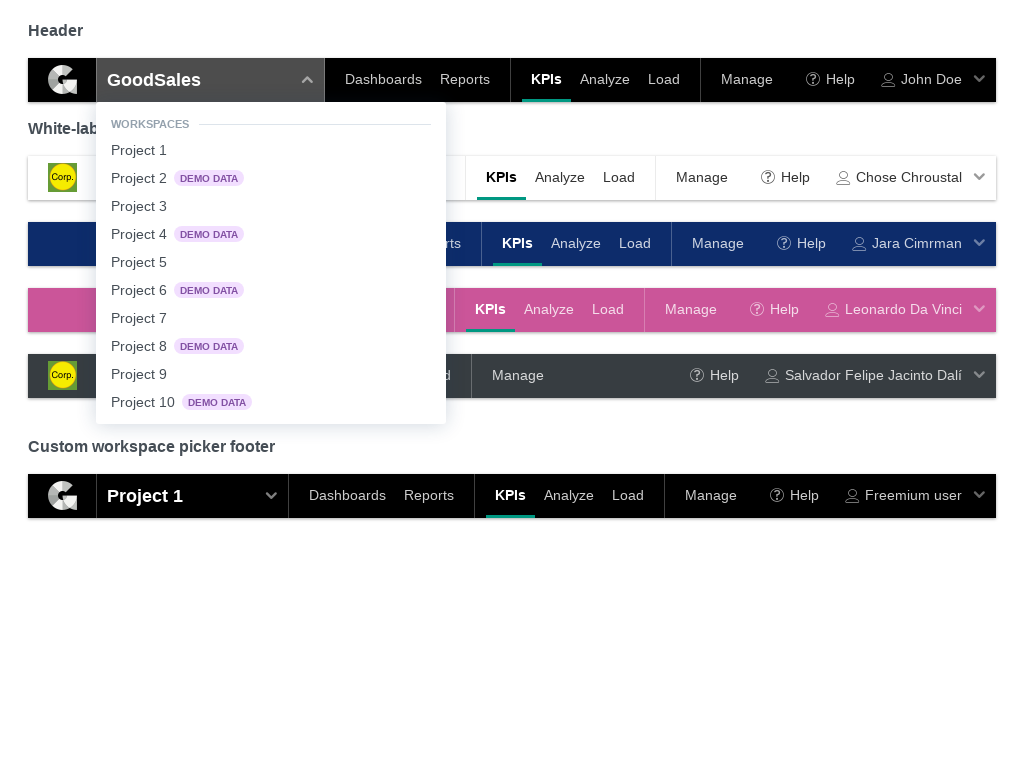 Header
GoodSales Dashboards Reports KPIs Analyze Load Manage Help John Doe
WORKSPACES
White-lab
Project 1
Corp. KPIs Analyze Load Manage Help Chose Chroustal
Project 2 DEMO DATA
Project 3
Project 4 DEMO DATA
rts KPIs Analyze Load Manage Help Jara Cimrman
Project 5
Project 6 DEMO DATA
KPIs Analyze Load Manage Help Leonardo Da Vinci
Project 7
Project 8 DEMO DATA
Project 9
Corp. d Manage Help Salvador Felipe Jacinto Dalí
Project 10 DEMO DATA
Custom workspace picker footer
Project 1 Dashboards Reports KPIs Analyze Load Manage Help Freemium user